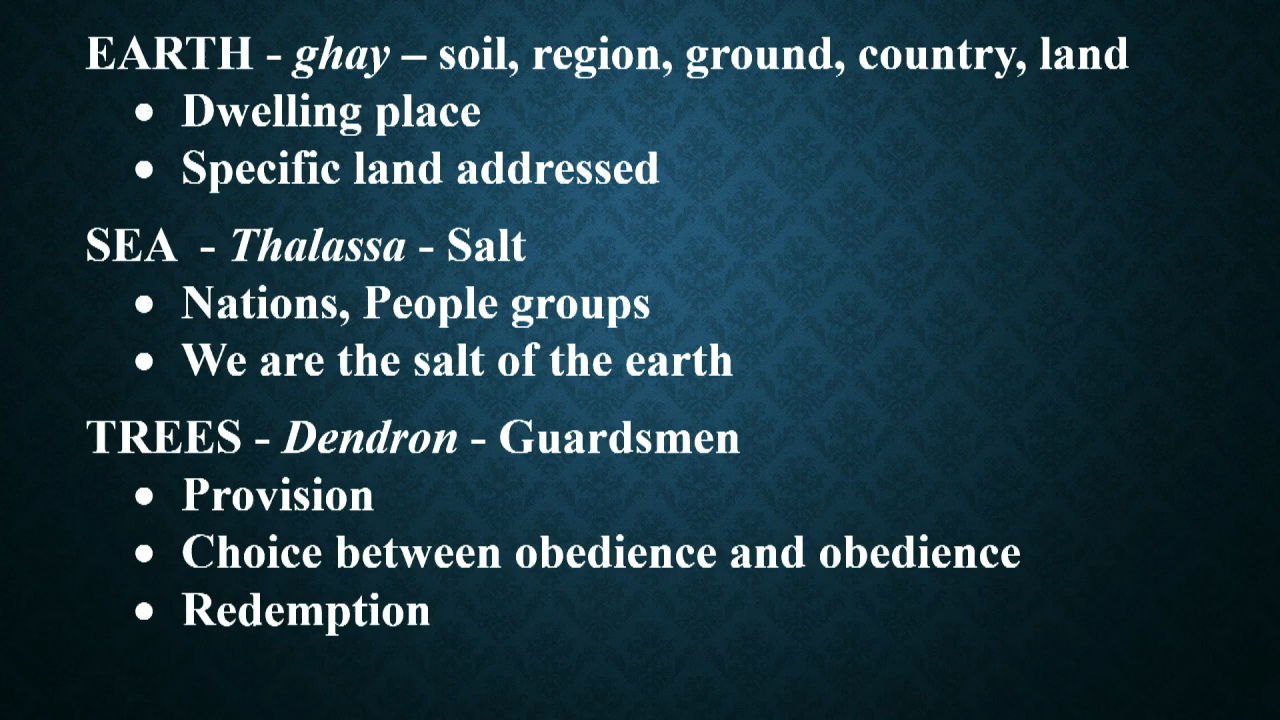 EARTH - ghay – soil, region, ground, country, land
• Dwelling place
• Specific land addressed
SEA - Thalassa - Salt
• Nations, People groups
• We are the salt of the earth
TREES - Dendron - Guardsmen
• Provision
• Choice between obedience and obedience
• Redemption